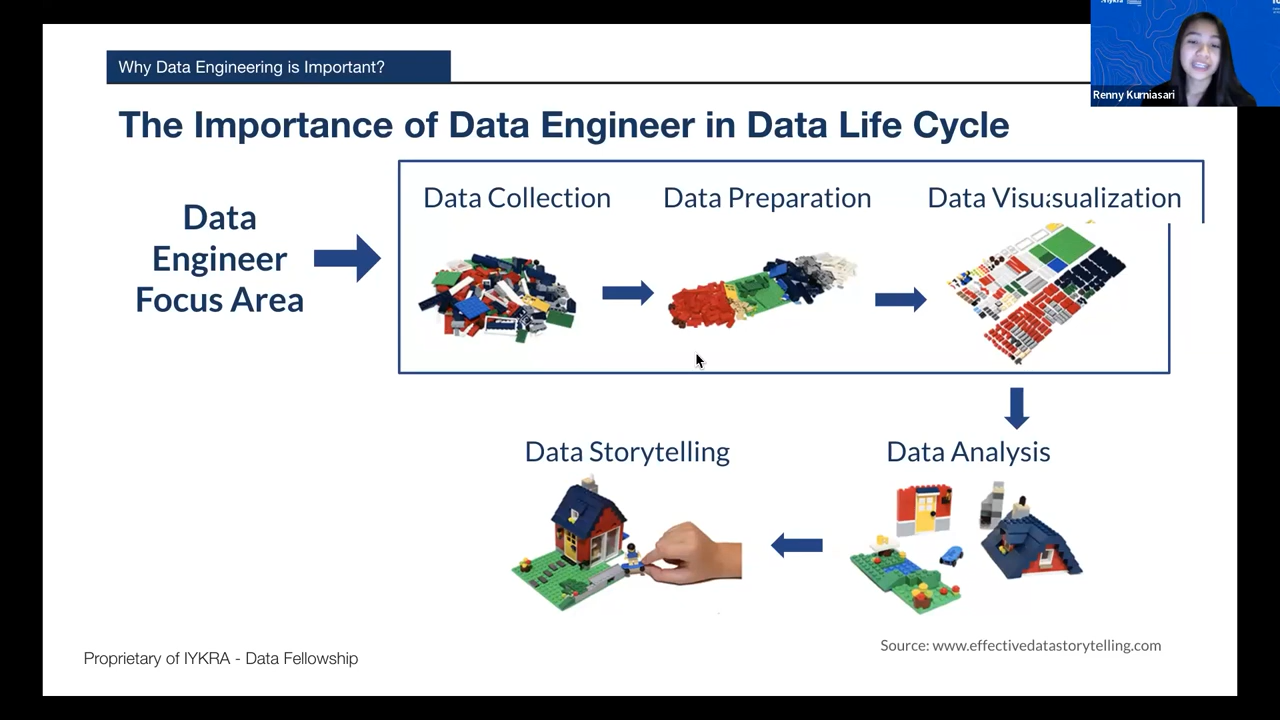 Why Data Engineering is Important?
Renny Kurniasari
The Importance of Data Engineer in Data Life Cycle
Data
Engineer
Focus Area
Data Collection
Data Preparation
Data Visu:sualization
Data Storytelling
Data Analysis
Source: www.effectivedatastorytelling.com
Proprietary of IYKRA - Data Fellowship